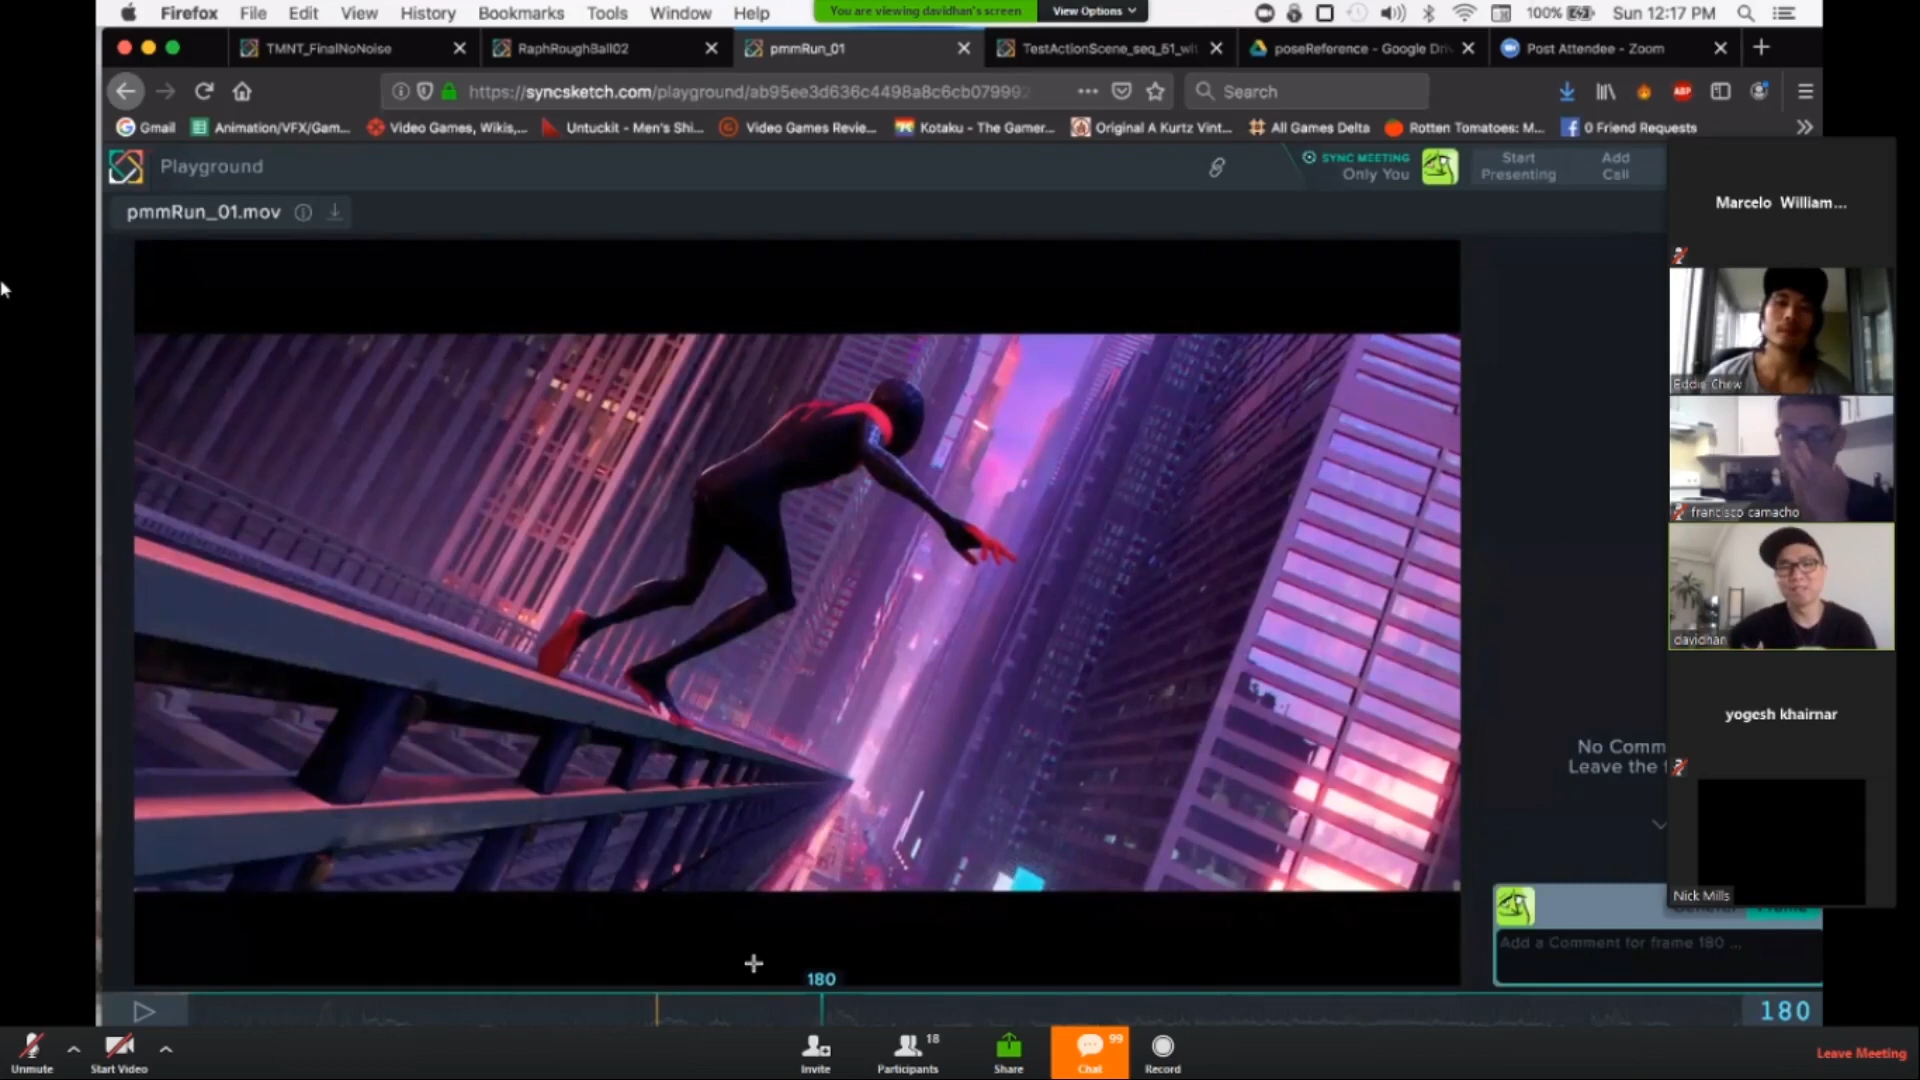 Firefox File Edit View History Bookmarks Tools Window Help
You are viewing davidhan's screen View Options
100% Sun 12:17 PM
TMNT_FinalNoNoise
RaphRoughBall02
pmmRun_01
TestActionScene_seq_51_wit
poseReference - Google Dri
Post Attendee - Zoom
https://syncsketch.com/playground/ab95ee3d636c4498a8c6cb079992
Search
ABP
Gmail
Animation/VFX/Gam...
Video Games, Wikis,...
Untuckit - Men's Shi...
Video Games Revie...
Kotaku - The Gamer...
Original A Kurtz Vint...
All Games Delta
Rotten Tomatoes: M...
0 Friend Requests
Playground
SYNC MEETING
Only You
Start
Presenting
Add
Call
pmmRun_01.mov
Marcelo William...
Eddie Chew
francisco camacho
davidhan
yogesh khairnar
Nick Mills
No Comm
Leave the
Add a Comment for frame 180 ...
180
180
Unmute
Start Video
Invite
18
Participants
Share
99
Chat
Record
Leave Meeting